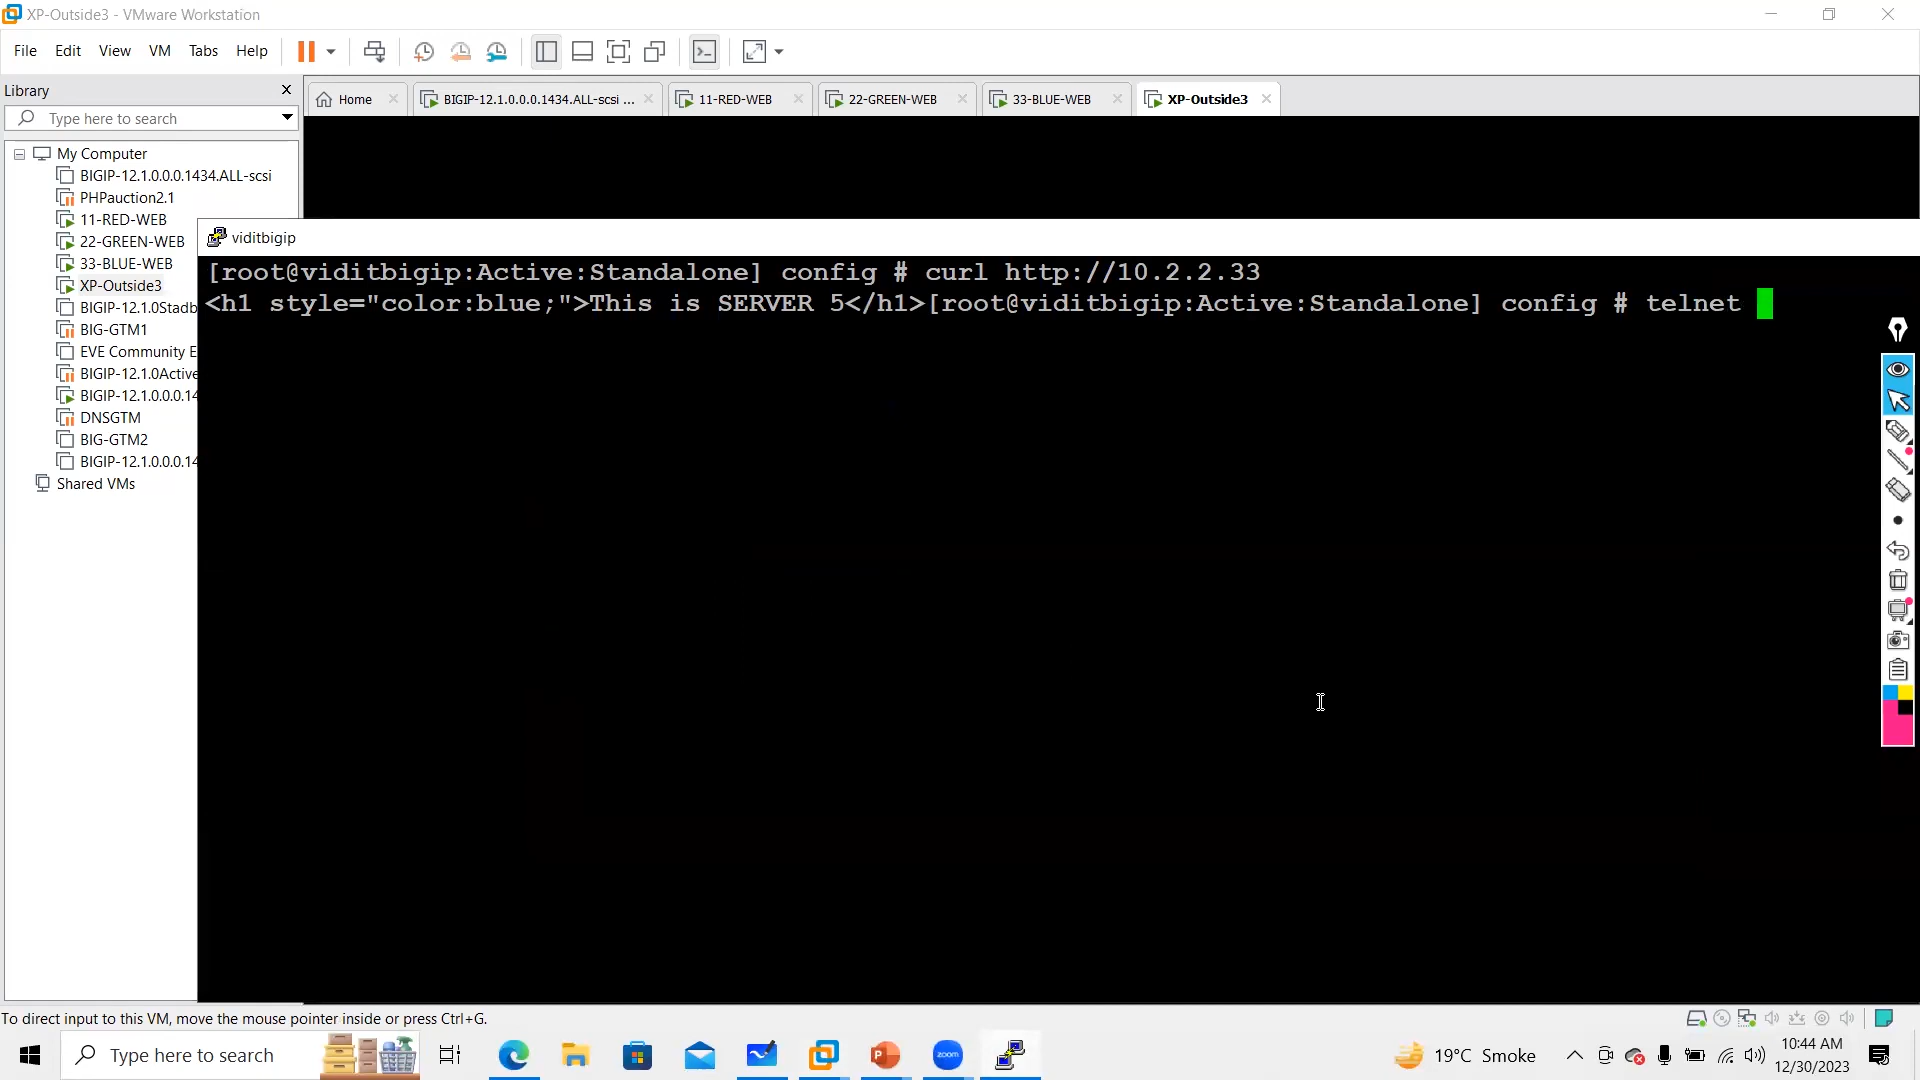 XP-Outside3 - VMware Workstation
File Edit View VM Tabs Help
Library
Type here to search
Home
BIGIP-12.1.0.0.0.1434.ALL-scsi ...
11-RED-WEB
22-GREEN-WEB
33-BLUE-WEB
XP-Outside3
My Computer
BIGIP-12.1.0.0.0.1434.ALL-scsi
PHPauction2.1
11-RED-WEB
22-GREEN-WEB
33-BLUE-WEB
XP-Outside3
BIGIP-12.1.0Stadb
BIG-GTM1
EVE Community E
BIGIP-12.1.0Active
BIGIP-12.1.0.0.0.14
DNSGTM
BIG-GTM2
BIGIP-12.1.0.0.0.14
Shared VMs
viditbigip
[root@viditbigip:Active:Standalone] config # curl http://10.2.2.33
<h1 style="color:blue;">This is SERVER 5</h1>[root@viditbigip:Active:Standalone] config # telnet
To direct input to this VM, move the mouse pointer inside or press Ctrl+G.
Type here to search
zoom
19°C Smoke
10:44 AM
12/30/2023